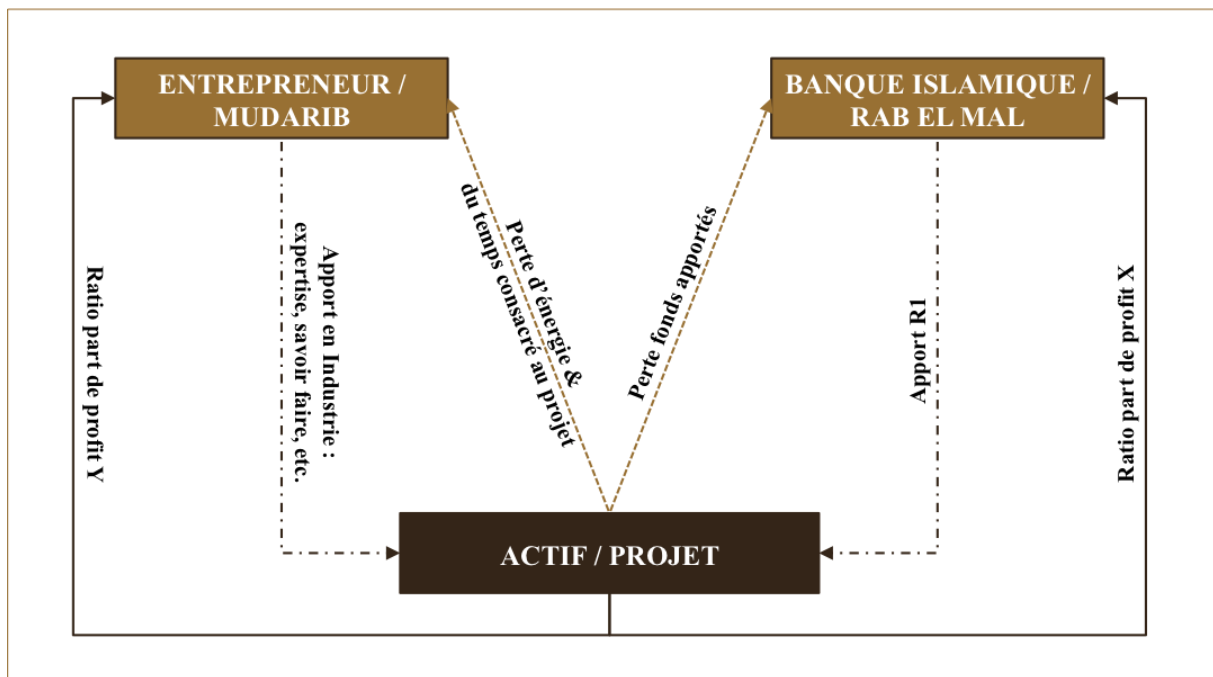 ENTREPRENEUR /
MUDARIB
BANQUE ISLAMIQUE /
RAB EL MAL
Ratio part de profit Y
Apport en Industrie :
expertise, savoir faire, etc.
Perte d’énergie &
du temps consacré au projet
Perte fonds apportés
Apport R1
Ratio part de profit X
ACTIF / PROJET